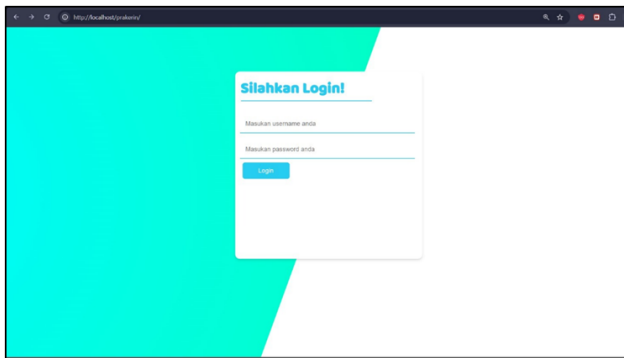 http://localhost/prakerin/
Silahkan Login!
Masukan username anda
Masukan password anda
Login